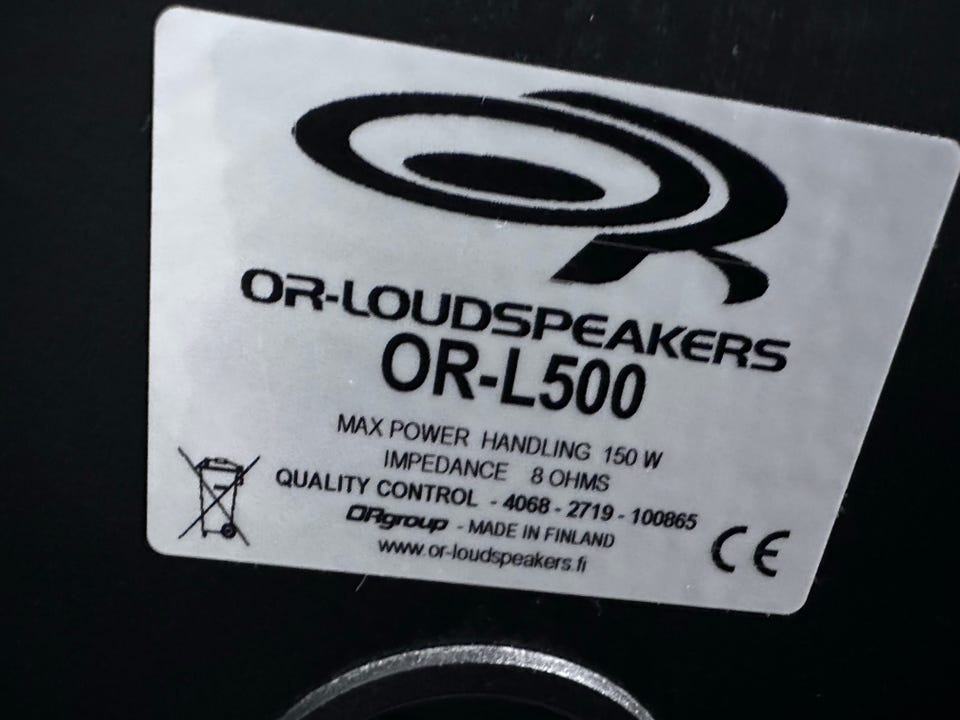 OR
OR-LOUDSPEAKERS
OR-L500
MAX POWER HANDLING 150 W
IMPEDANCE 8 OHMS
QUALITY CONTROL - 4068 - 2719 - 100865
ORgroup - MADE IN FINLAND
www.or-loudspeakers.fi
CE